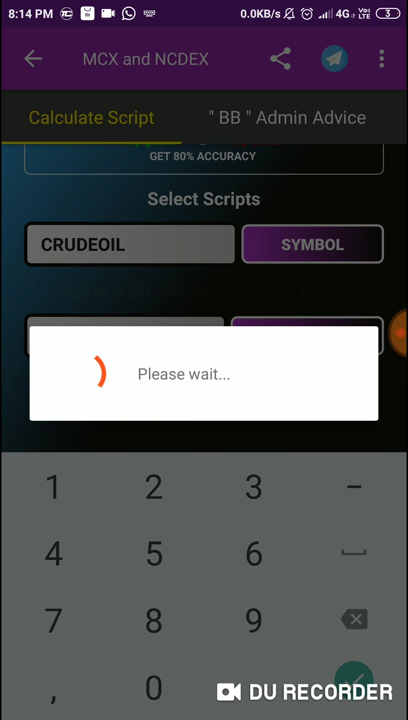 8:14 PM
0.0KB/s 4G VoLTE 3
MCX and NCDEX
Calculate Script
" BB " Admin Advice
GET 80% ACCURACY
Select Scripts
CRUDEOIL
SYMBOL
Please wait...
1 2 3 –
4 5 6
7 8 9
, 0
DU RECORDER